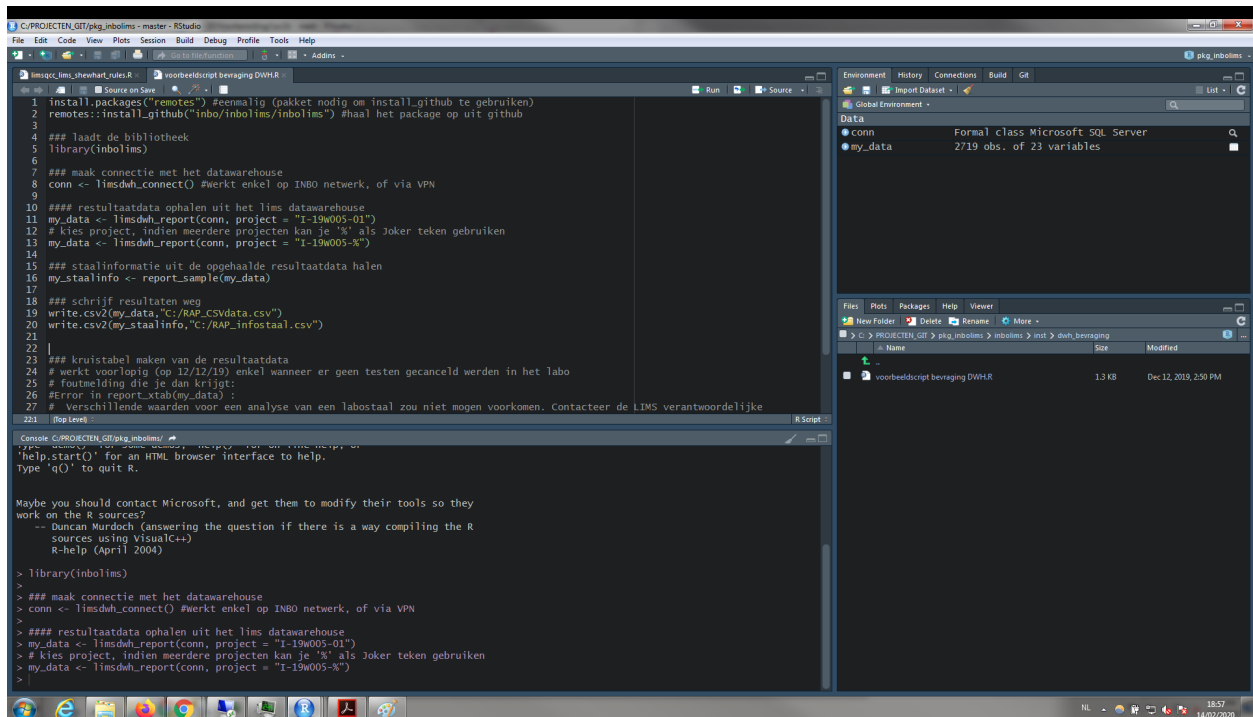 C:/PROJECTEN_GIT/pkg_inbolims - master - RStudio
File Edit Code View Plots Session Build Debug Profile Tools Help
Go to file/function Addins
pkg_inbolims
limsqcc_lims_shewhart_rules.R voorbeeldscript bevraging DWH.R
Source on Save Run Source
1 install.packages("remotes") #eenmalig (pakket nodig om install_github te gebruiken)
2 remotes::install_github("inbo/inbolims/inbolims") #haal het package op uit github
3
4 ### laadt de bibliotheek
5 library(inbolims)
6
7 ### maak connectie met het datawarehouse
8 conn <- limsdwh_connect() #Werkt enkel op INBO netwerk, of via VPN
9
10 #### restultaatdata ophalen uit het lims datawarehouse
11 my_data <- limsdwh_report(conn, project = "I-19W005-01")
12 # kies project, indien meerdere projecten kan je '%' als Joker teken gebruiken
13 my_data <- limsdwh_report(conn, project = "I-19W005-%")
14
15 ### staalinformatie uit de opgehaalde resultaatdata halen
16 my_staalinfo <- report_sample(my_data)
17
18 ### schrijf resultaten weg
19 write.csv2(my_data,"C:/RAP_CSVdata.csv")
20 write.csv2(my_staalinfo,"C:/RAP_infostaal.csv")
21
22
23 ### kruistabel maken van de resultaatdata
24 # werkt voorlopig (op 12/12/19) enkel wanneer er geen testen gecanceld werden in het labo
25 # foutmelding die je dan krijgt:
26 #Error in report_xtab(my_data) :
27 #  Verschillende waarden voor een analyse van een labostaal zou niet mogen voorkomen. Contacteer de LIMS verantwoordelijke
22:1 (Top Level) R Script
Console C:/PROJECTEN_GIT/pkg_inbolims/
Type 'demo()' for some demos, 'help()' for on-line help, or
'help.start()' for an HTML browser interface to help.
Type 'q()' to quit R.
Maybe you should contact Microsoft, and get them to modify their tools so they
work on the R sources?
-- Duncan Murdoch (answering the question if there is a way compiling the R
sources using VisualC++)
R-help (April 2004)
> library(inbolims)
>
> ### maak connectie met het datawarehouse
> conn <- limsdwh_connect() #Werkt enkel op INBO netwerk, of via VPN
>
> #### restultaatdata ophalen uit het lims datawarehouse
> my_data <- limsdwh_report(conn, project = "I-19W005-01")
> # kies project, indien meerdere projecten kan je '%' als Joker teken gebruiken
> my_data <- limsdwh_report(conn, project = "I-19W005-%")
>
Environment History Connections Build Git
Import Dataset List
Global Environment
Data
conn Formal class Microsoft SQL Server
my_data 2719 obs. of 23 variables
Files Plots Packages Help Viewer
New Folder Delete Rename More
C: > PROJECTEN_GIT > pkg_inbolims > inbolims > inst > dwh_bevraging
Name Size Modified
..
voorbeeldscript bevraging DWH.R 1.3 KB Dec 12, 2019, 2:50 PM
NL 18:57
14/02/2020